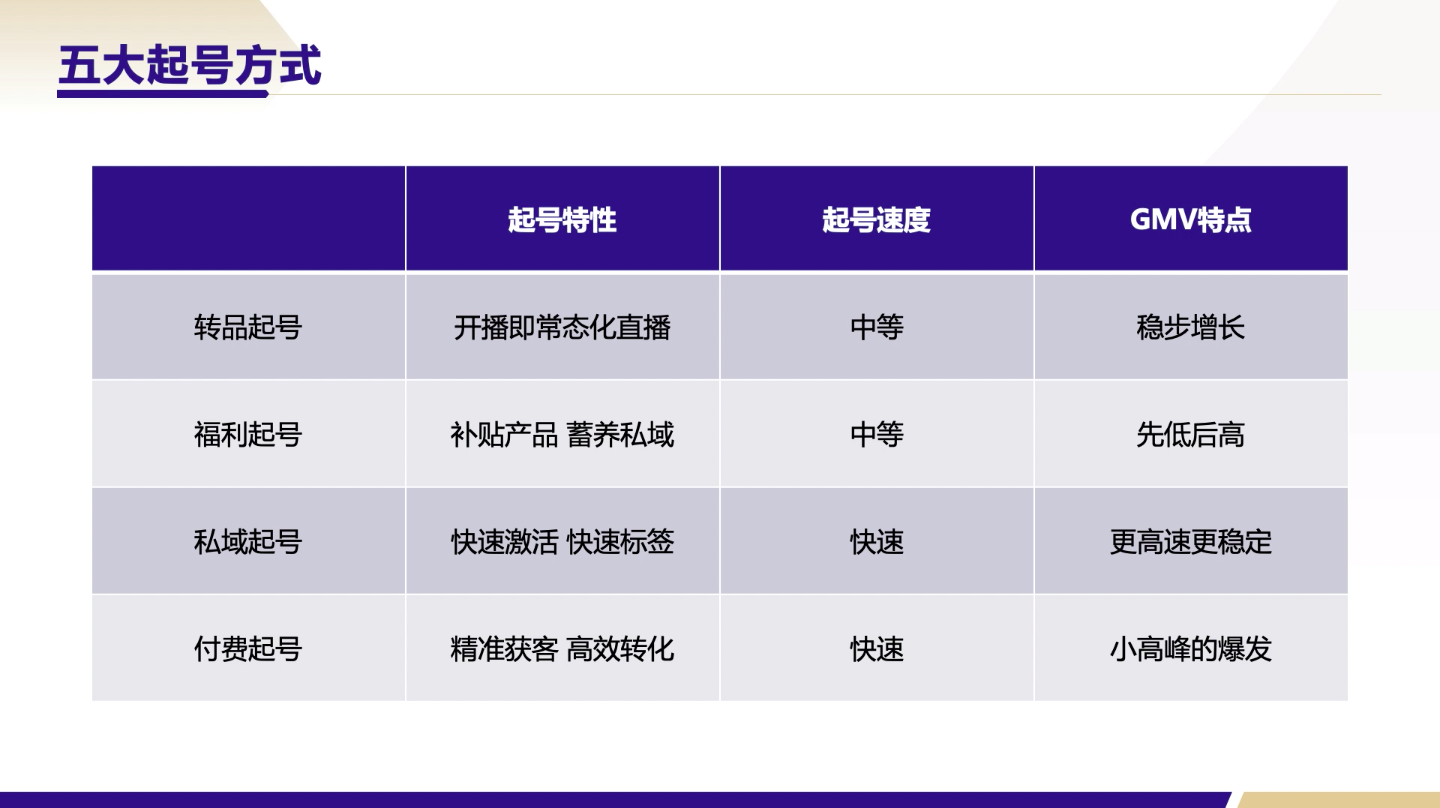 五大起号方式
起号特性 起号速度 GMV特点
转品起号 开播即常态化直播 中等 稳步增长
福利起号 补贴产品 蓄养私域 中等 先低后高
私域起号 快速激活 快速标签 快速 更高速更稳定
付费起号 精准获客 高效转化 快速 小高峰的爆发